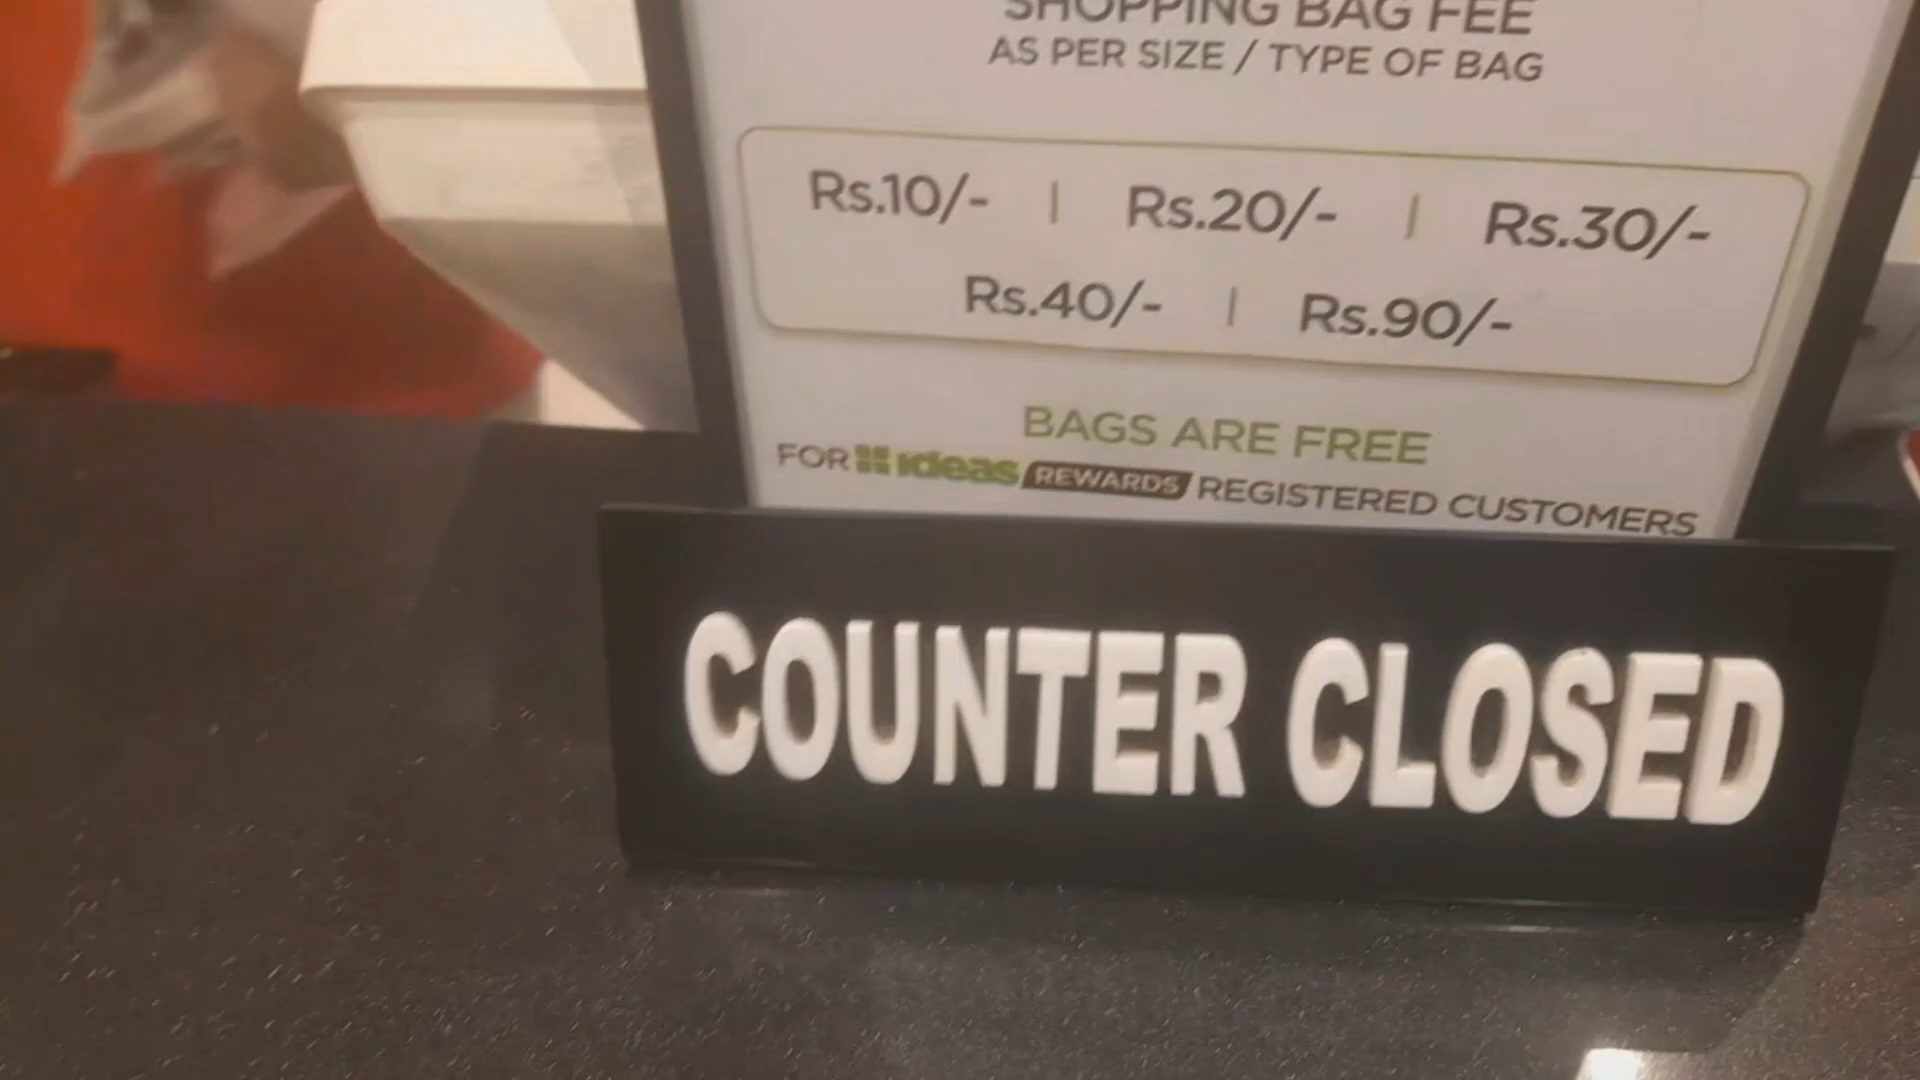 SHOPPING BAG FEE
AS PER SIZE / TYPE OF BAG
Rs.10/- | Rs.20/- | Rs.30/-
Rs.40/- | Rs.90/-
BAGS ARE FREE
FOR ideas REWARDS REGISTERED CUSTOMERS
COUNTER CLOSED